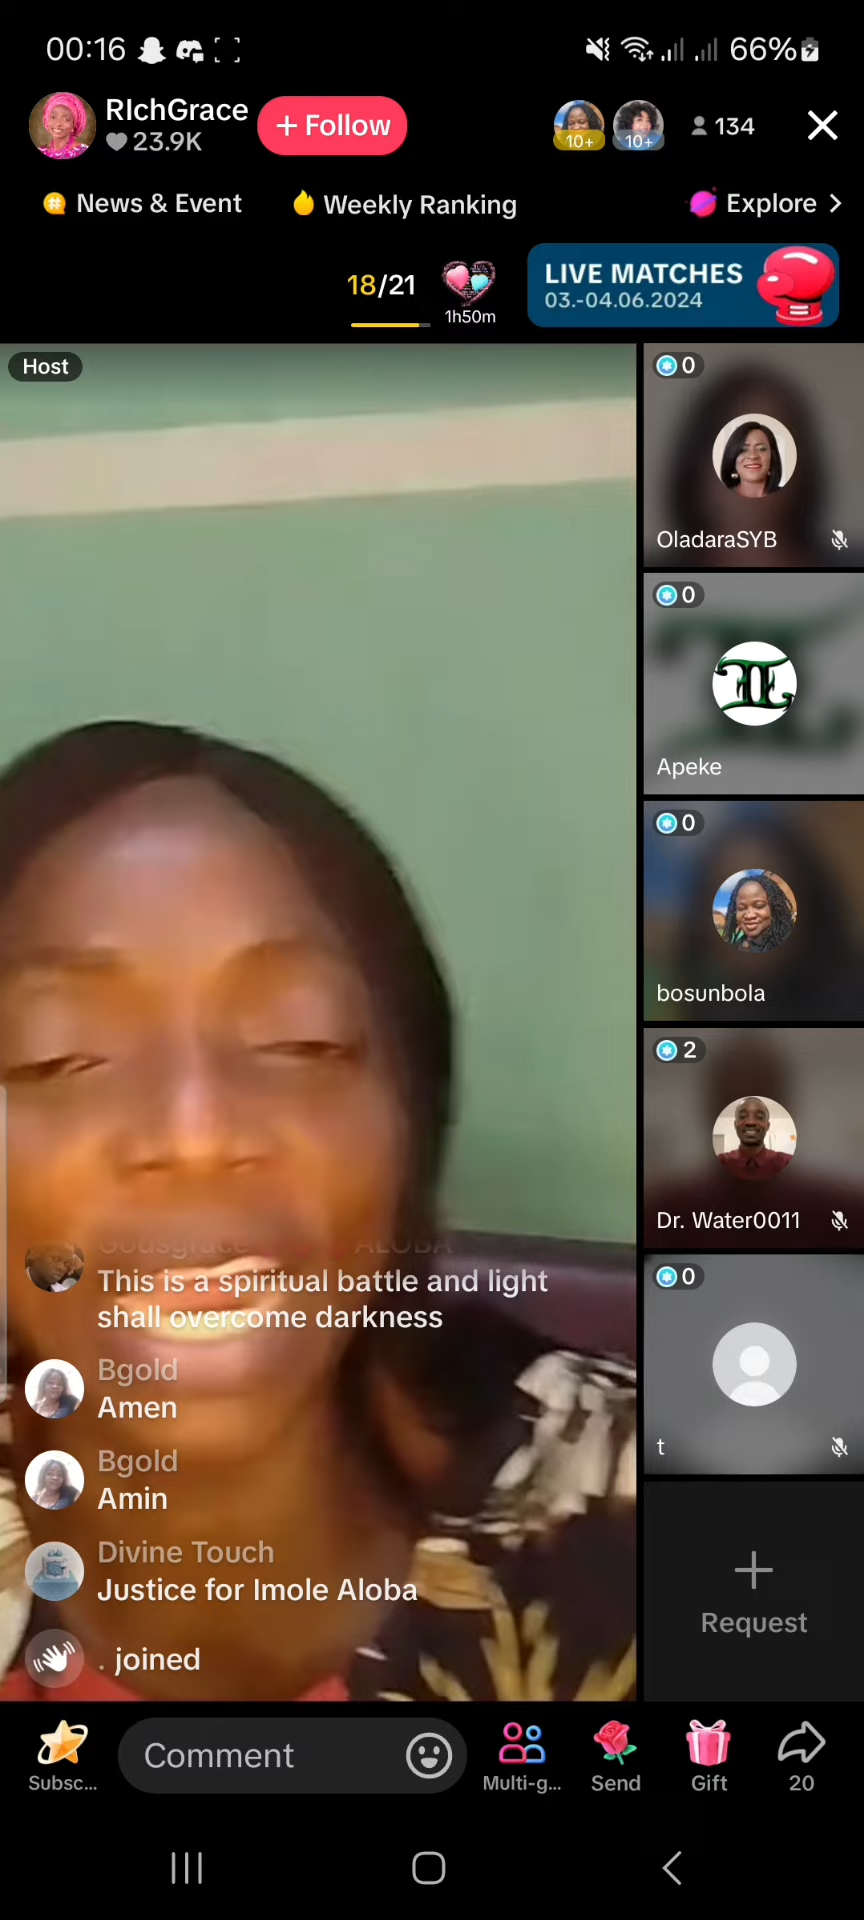 00:16
66%
RIchGrace
23.9K
+ Follow
10+
10+
134
News & Event
Weekly Ranking
Explore
18/21
1h50m
LIVE MATCHES
03.-04.06.2024
Host
0
OladaraSYB
0
Apeke
0
bosunbola
2
Dr. Water0011
0
t
Request
Godsgrace ALOBA
This is a spiritual battle and light
shall overcome darkness
Bgold
Amen
Bgold
Amin
Divine Touch
Justice for Imole Aloba
. joined
Subsc...
Comment
Multi-g...
Send
Gift
20